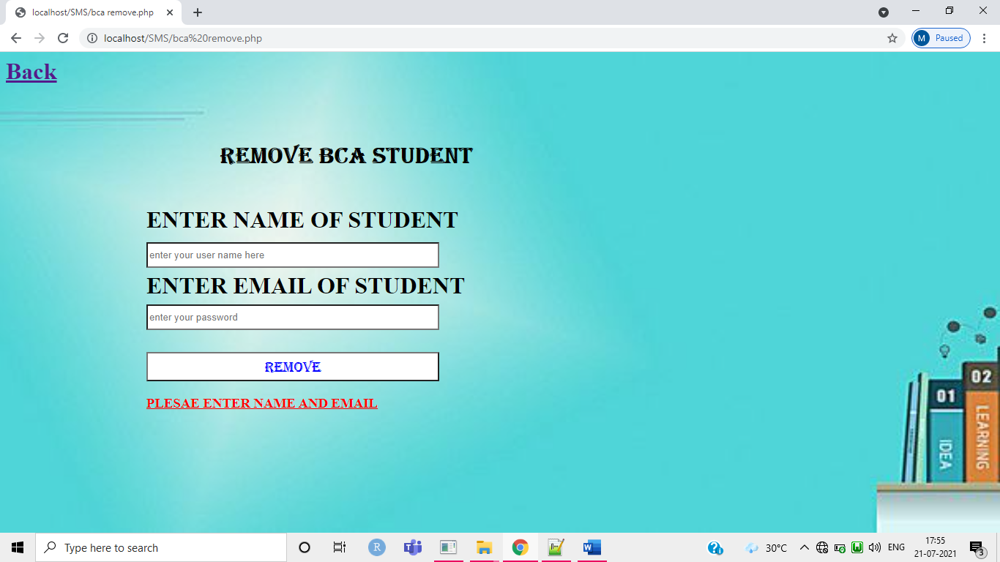 localhost/SMS/bca remove.php
localhost/SMS/bca%20remove.php
M Paused
Back
REMOVE BCA STUDENT
ENTER NAME OF STUDENT
enter your user name here
ENTER EMAIL OF STUDENT
enter your password
REMOVE
PLESAE ENTER NAME AND EMAIL
01
IDEA
02
LEARNING
Type here to search
R
30°C
ENG
17:55
21-07-2021
3